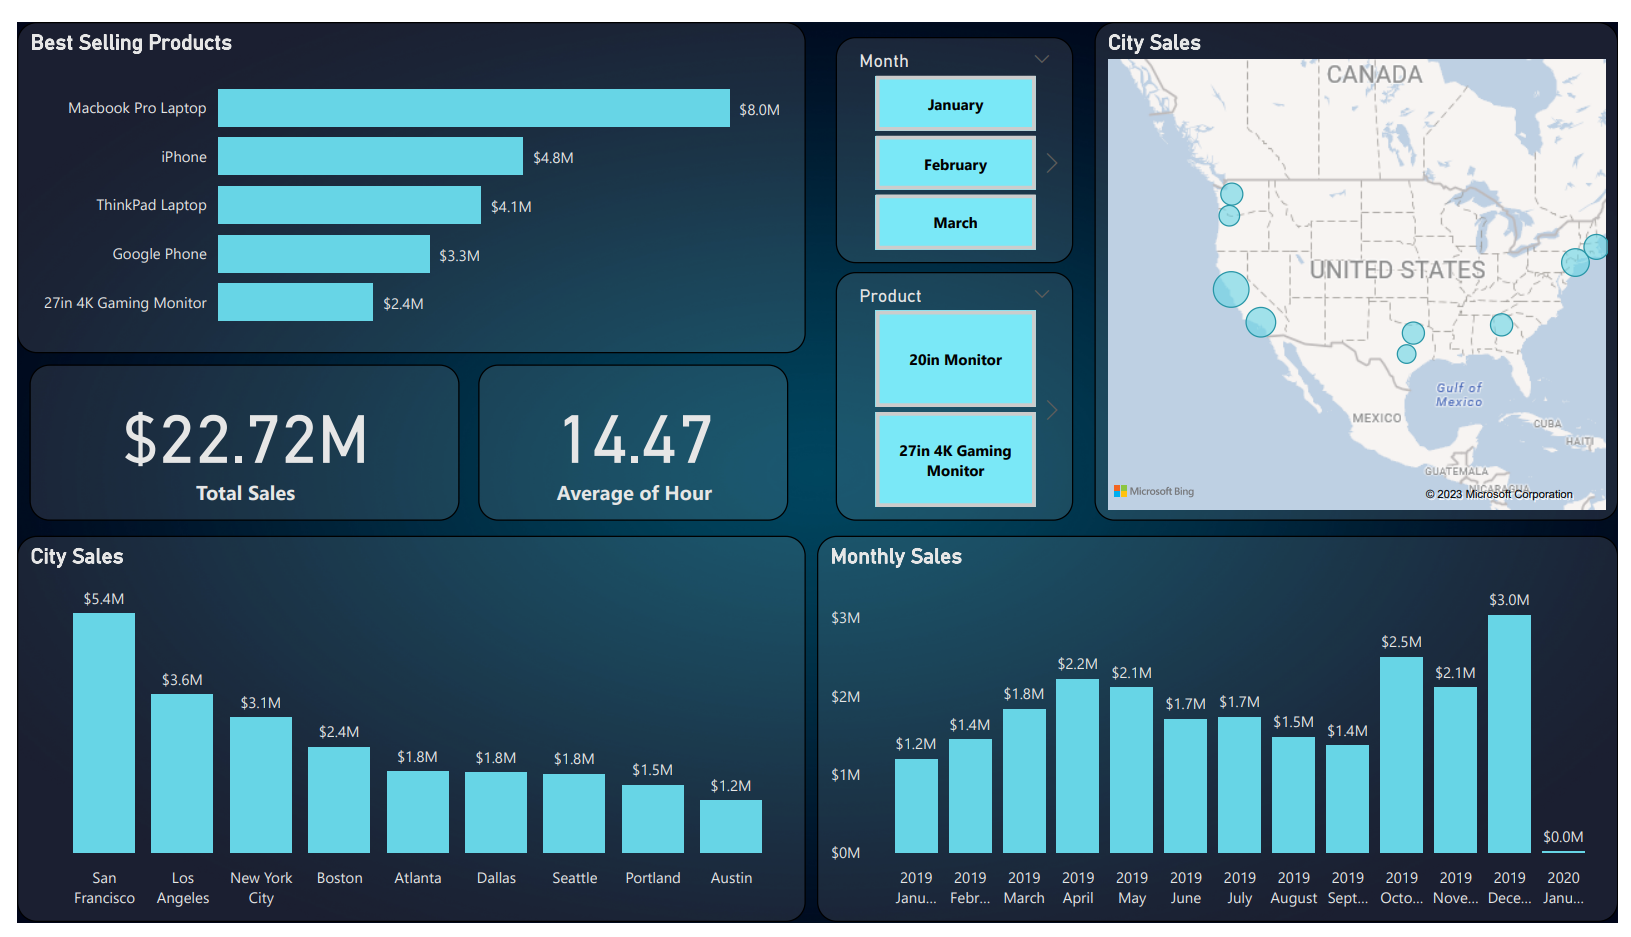 Best Selling Products
Macbook Pro Laptop
$8.0M
iPhone
$4.8M
ThinkPad Laptop
$4.1M
Google Phone
$3.3M
27in 4K Gaming Monitor
$2.4M
Month
January
February
March
Product
20in Monitor
27in 4K Gaming
Monitor
City Sales
CANADA
UNITED STATES
Gulf of
Mexico
MEXICO
CUBA
HAITI
GUATEMALA
NICARAGUA
Microsoft Bing
© 2023 Microsoft Corporation
$22.72M
Total Sales
14.47
Average of Hour
City Sales
$5.4M
$3.6M
$3.1M
$2.4M
$1.8M
$1.8M
$1.8M
$1.5M
$1.2M
San
Francisco
Los
Angeles
New York
City
Boston
Atlanta
Dallas
Seattle
Portland
Austin
Monthly Sales
$3M
$2M
$1M
$0M
$1.2M
$1.4M
$1.8M
$2.2M
$2.1M
$1.7M
$1.7M
$1.5M
$1.4M
$2.5M
$2.1M
$3.0M
$0.0M
2019
Janu...
2019
Febr...
2019
March
2019
April
2019
May
2019
June
2019
July
2019
August
2019
Sept...
2019
Octo...
2019
Nove...
2019
Dece...
2020
Janu...